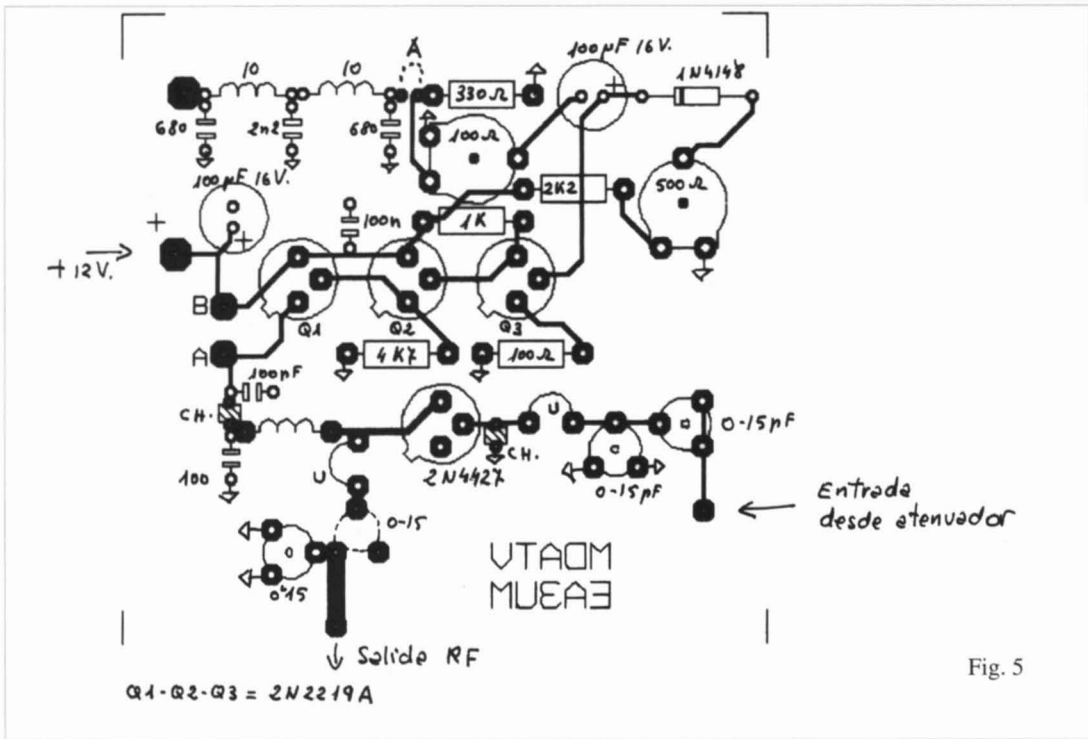 A
10
10
100µF 16V.
1N4148
330Ω
+
680
2n2
680
100Ω
100µF 16V.
2K2
500Ω
+
+
100n
1K
+12V.
B
Q1
Q2
Q3
A
4K7
100Ω
100pF
CH.
U
0-15pF
CH.
100
U
2N4427
0-15pF
Entrada
desde atenuador
0-15
0-15
MDATV
EA3UM
Salida RF
Fig. 5
Q1-Q2-Q3 = 2N2219A